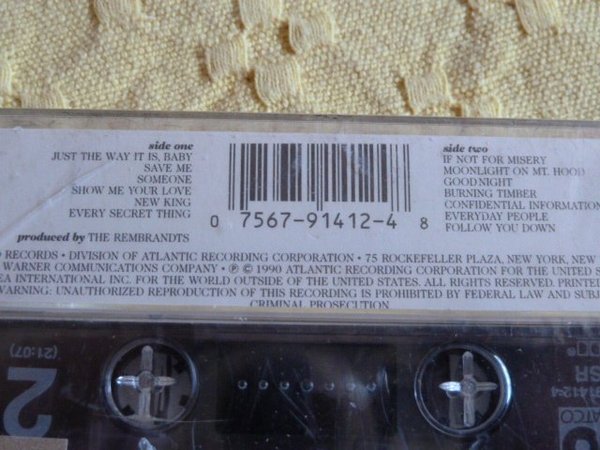 side one
JUST THE WAY IT IS, BABY
SAVE ME
SOMEONE
SHOW ME YOUR LOVE
NEW KING
EVERY SECRET THING
produced by THE REMBRANDTS
0 7567-91412-4 8
side two
IF NOT FOR MISERY
MOONLIGHT ON MT. HOOD
GOODNIGHT
BURNING TIMBER
CONFIDENTIAL INFORMATION
EVERYDAY PEOPLE
FOLLOW YOU DOWN
RECORDS • DIVISION OF ATLANTIC RECORDING CORPORATION • 75 ROCKEFELLER PLAZA, NEW YORK, NEW
WARNER COMMUNICATIONS COMPANY • ℗ © 1990 ATLANTIC RECORDING CORPORATION FOR THE UNITED S
EA INTERNATIONAL INC. FOR THE WORLD OUTSIDE OF THE UNITED STATES. ALL RIGHTS RESERVED. PRINTED
WARNING: UNAUTHORIZED REPRODUCTION OF THIS RECORDING IS PROHIBITED BY FEDERAL LAW AND SUBJ
CRIMINAL PROSECUTION
2
(21:07)
SR
91412-4
ATCO